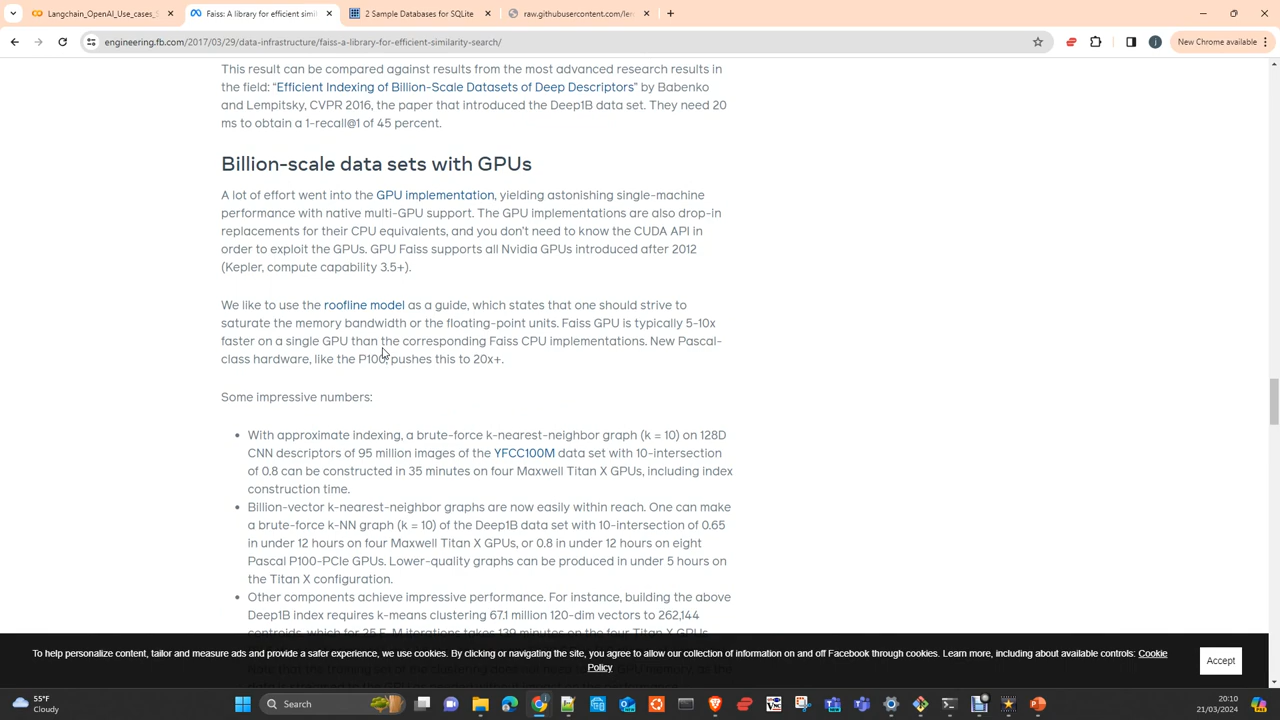 Langchain_OpenAI_Use_cases_
Faiss: A library for efficient simil
2 Sample Databases for SQLite
raw.githubusercontent.com/ler
engineering.fb.com/2017/03/29/data-infrastructure/faiss-a-library-for-efficient-similarity-search/
New Chrome available
This result can be compared against results from the most advanced research results in
the field: “Efficient Indexing of Billion-Scale Datasets of Deep Descriptors” by Babenko
and Lempitsky, CVPR 2016, the paper that introduced the Deep1B data set. They need 20
ms to obtain a 1-recall@1 of 45 percent.
Billion-scale data sets with GPUs
A lot of effort went into the GPU implementation, yielding astonishing single-machine
performance with native multi-GPU support. The GPU implementations are also drop-in
replacements for their CPU equivalents, and you don’t need to know the CUDA API in
order to exploit the GPUs. GPU Faiss supports all Nvidia GPUs introduced after 2012
(Kepler, compute capability 3.5+).
We like to use the roofline model as a guide, which states that one should strive to
saturate the memory bandwidth or the floating-point units. Faiss GPU is typically 5-10x
faster on a single GPU than the corresponding Faiss CPU implementations. New Pascal-
class hardware, like the P100, pushes this to 20x+.
Some impressive numbers:
• With approximate indexing, a brute-force k-nearest-neighbor graph (k = 10) on 128D
CNN descriptors of 95 million images of the YFCC100M data set with 10-intersection
of 0.8 can be constructed in 35 minutes on four Maxwell Titan X GPUs, including index
construction time.
• Billion-vector k-nearest-neighbor graphs are now easily within reach. One can make
a brute-force k-NN graph (k = 10) of the Deep1B data set with 10-intersection of 0.65
in under 12 hours on four Maxwell Titan X GPUs, or 0.8 in under 12 hours on eight
Pascal P100-PCIe GPUs. Lower-quality graphs can be produced in under 5 hours on
the Titan X configuration.
• Other components achieve impressive performance. For instance, building the above
Deep1B index requires k-means clustering 67.1 million 120-dim vectors to 262,144
centroids, which for 25 E-M iterations takes 139 minutes on the four Titan X GPUs
To help personalize content, tailor and measure ads and provide a safer experience, we use cookies. By clicking or navigating the site, you agree to allow our collection of information on and off Facebook through cookies. Learn more, including about available controls: Cookie
Policy
Accept
55°F
Cloudy
Search
20:10
21/03/2024